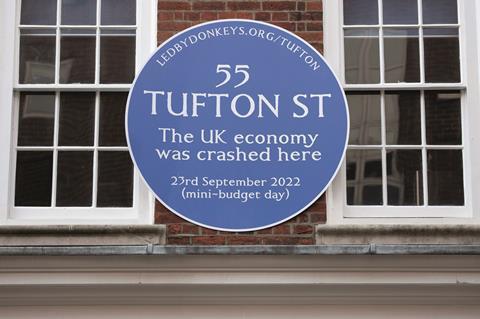 LEDBYDONKEYS.ORG/TUFTON
55
TUFTON ST
The UK economy
was crashed here
23rd September 2022
(mini-budget day)